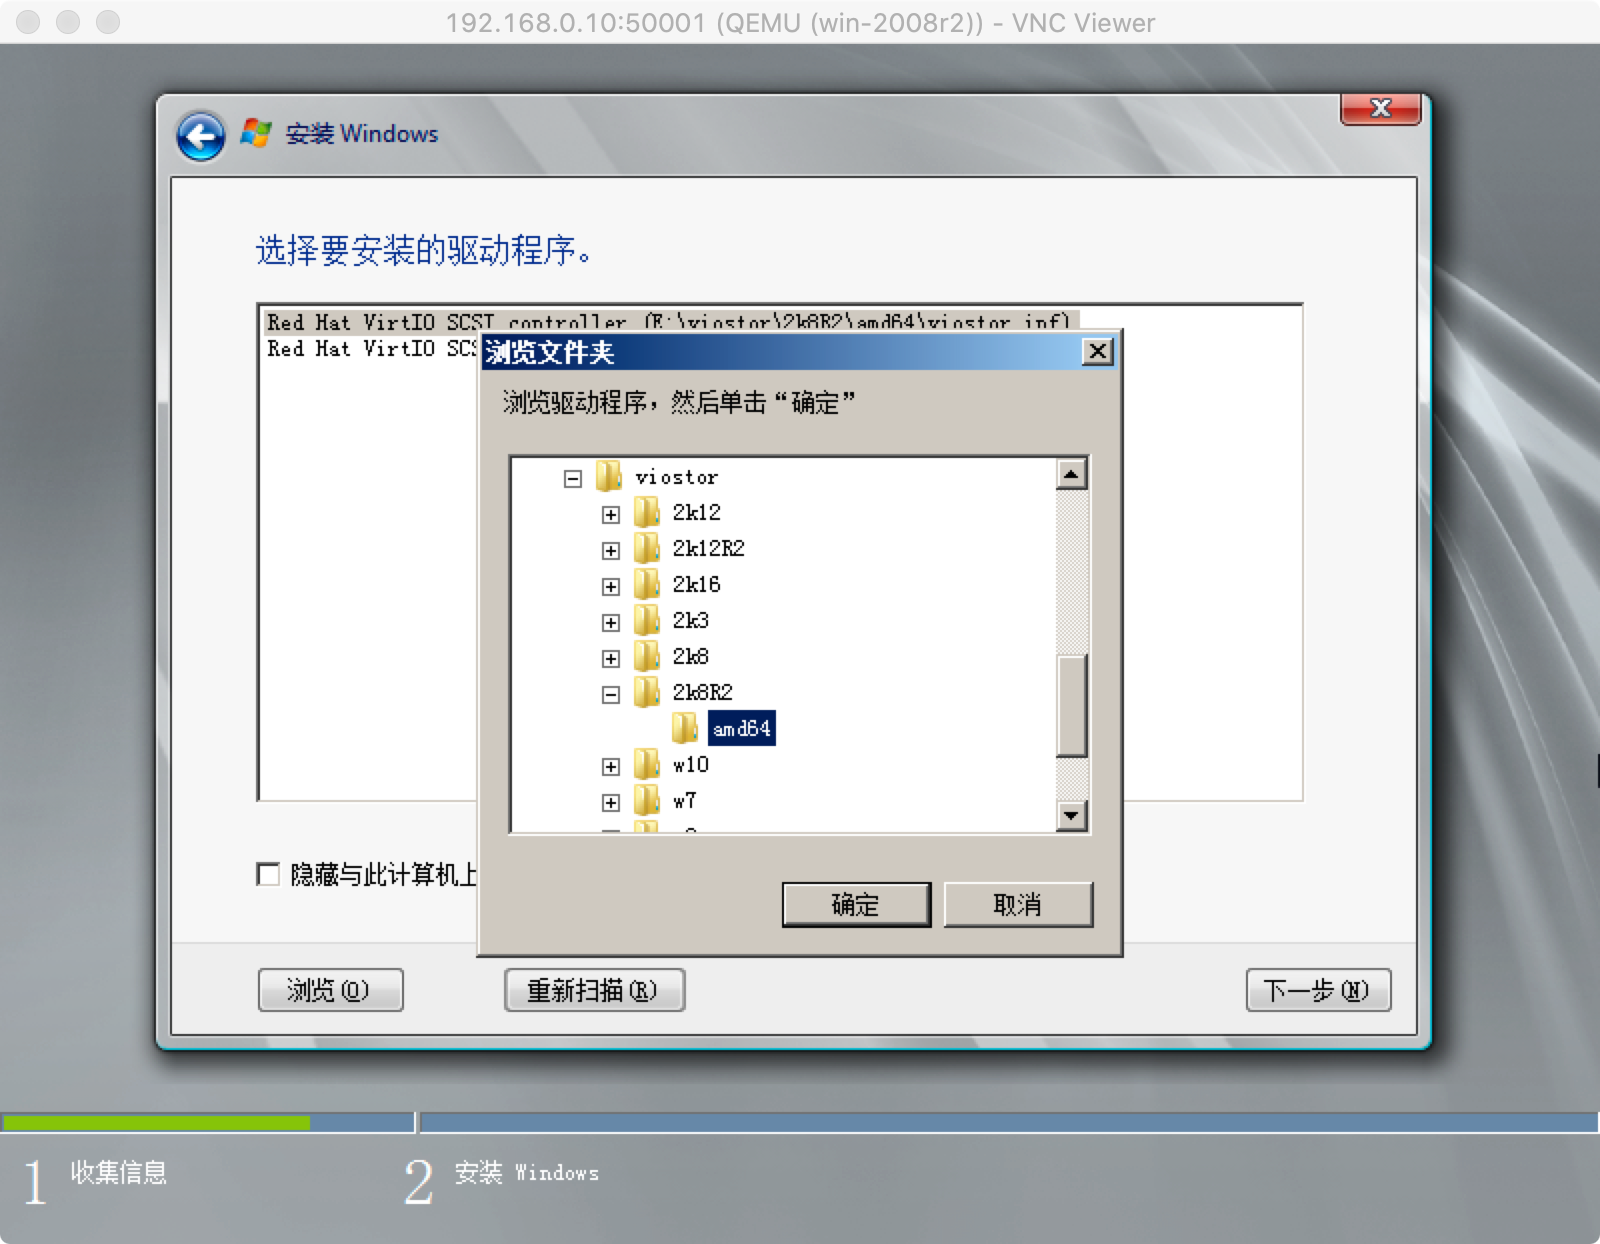 192.168.0.10:50001 (QEMU (win-2008r2)) - VNC Viewer
安装 Windows
选择要安装的驱动程序。
Red Hat VirtIO SCSI controller (E:\viostor\2k8R2\amd64\viostor.inf)
Red Hat VirtIO
浏览文件夹
浏览驱动程序，然后单击“确定”
viostor
2k12
2k12R2
2k16
2k3
2k8
2k8R2
amd64
w10
w7
隐藏与此计算机上
确定 取消
浏览(O) 重新扫描(R) 下一步(N)
1 收集信息 2 安装 Windows